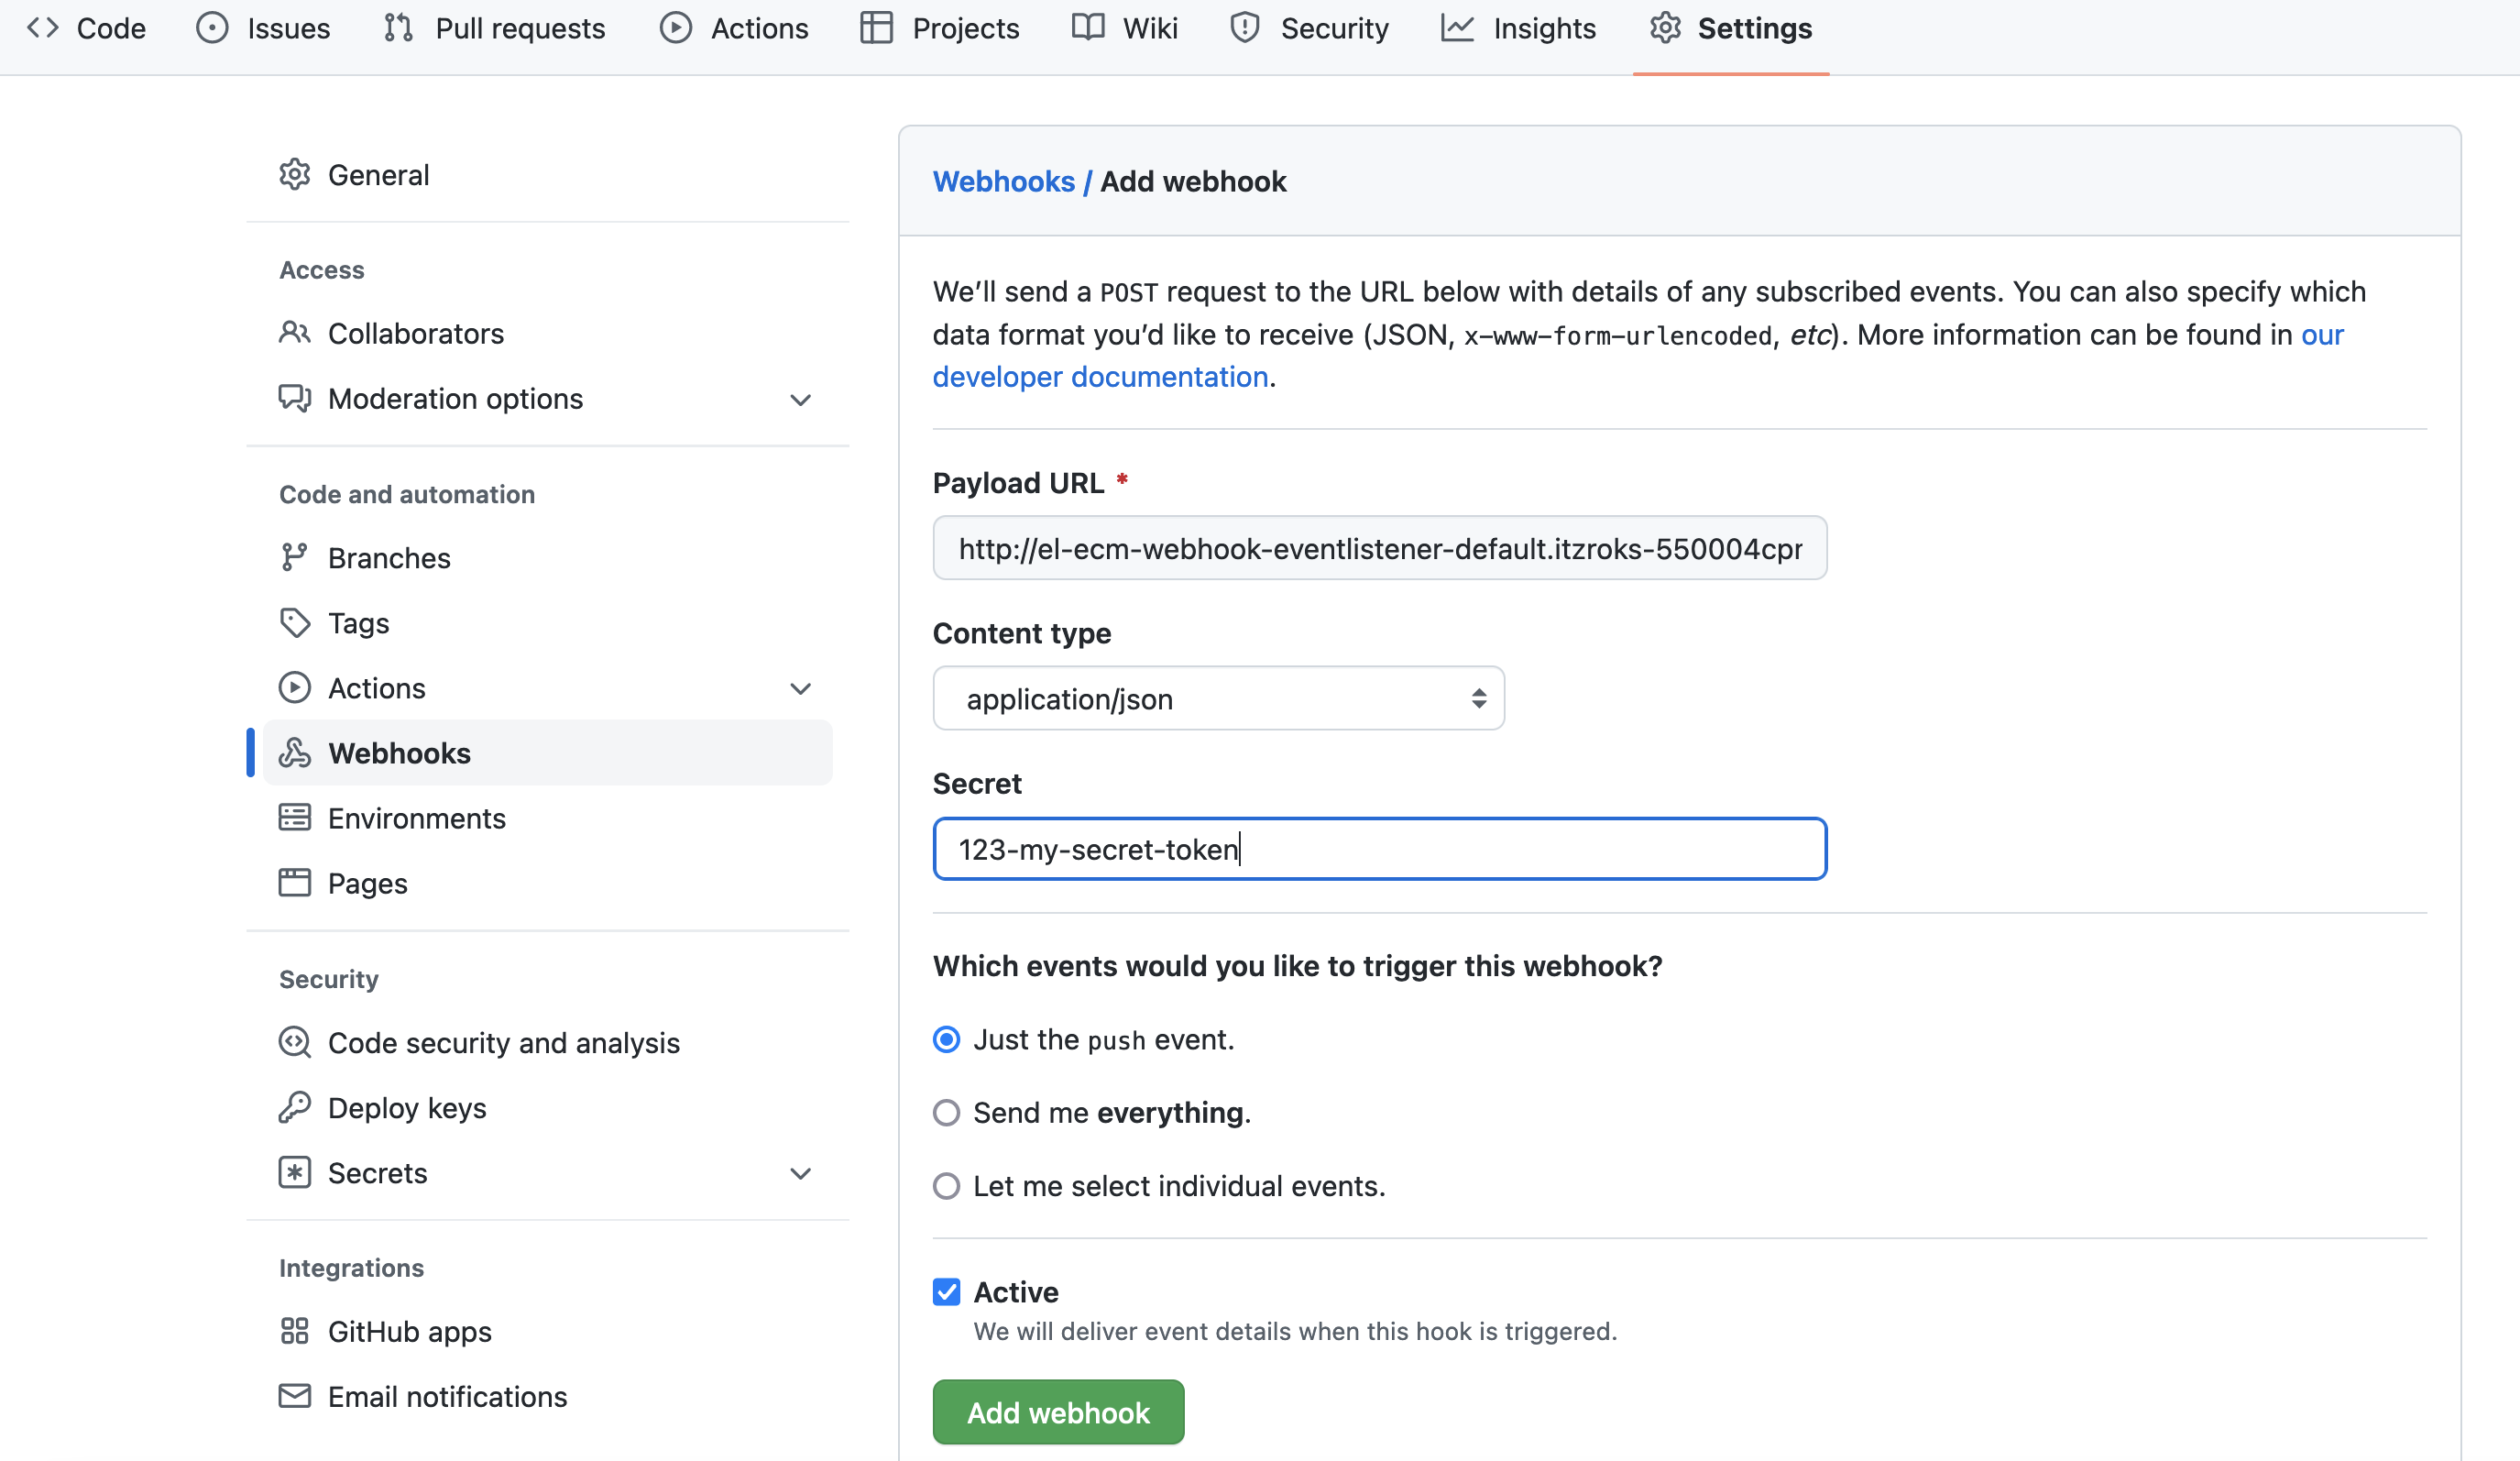 Code Issues Pull requests Actions Projects Wiki Security Insights Settings
General
Access
Collaborators
Moderation options
Code and automation
Branches
Tags
Actions
Webhooks
Environments
Pages
Security
Code security and analysis
Deploy keys
Secrets
Integrations
GitHub apps
Email notifications
Webhooks / Add webhook
We’ll send a POST request to the URL below with details of any subscribed events. You can also specify which
data format you’d like to receive (JSON, x-www-form-urlencoded, etc). More information can be found in our
developer documentation.
Payload URL *
http://el-ecm-webhook-eventlistener-default.itzroks-550004cpr
Content type
application/json
Secret
123-my-secret-token
Which events would you like to trigger this webhook?
Just the push event.
Send me everything.
Let me select individual events.
Active
We will deliver event details when this hook is triggered.
Add webhook